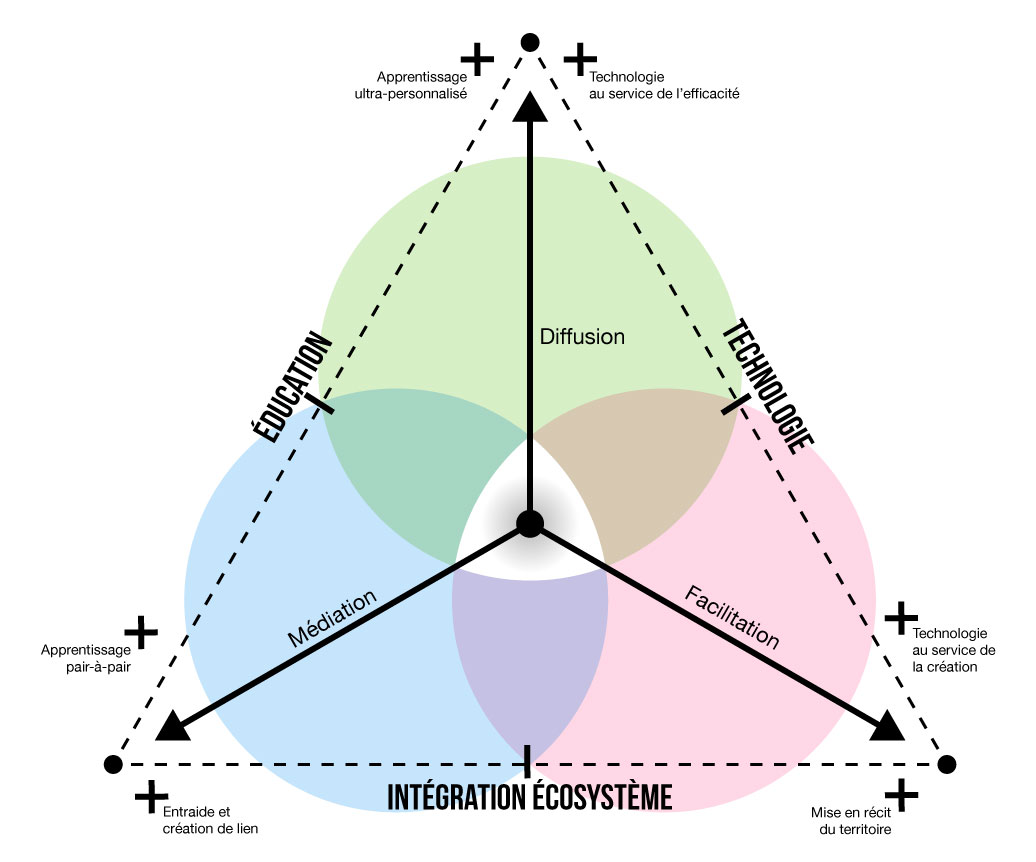 Apprentissage
ultra-personnalisé
Technologie
au service de l'efficacité
Diffusion
ÉDUCATION
TECHNOLOGIE
Médiation
Facilitation
Apprentissage
pair-à-pair
Technologie
au service de
la création
INTÉGRATION ÉCOSYSTÈME
Entraide et
création de lien
Mise en récit
du territoire